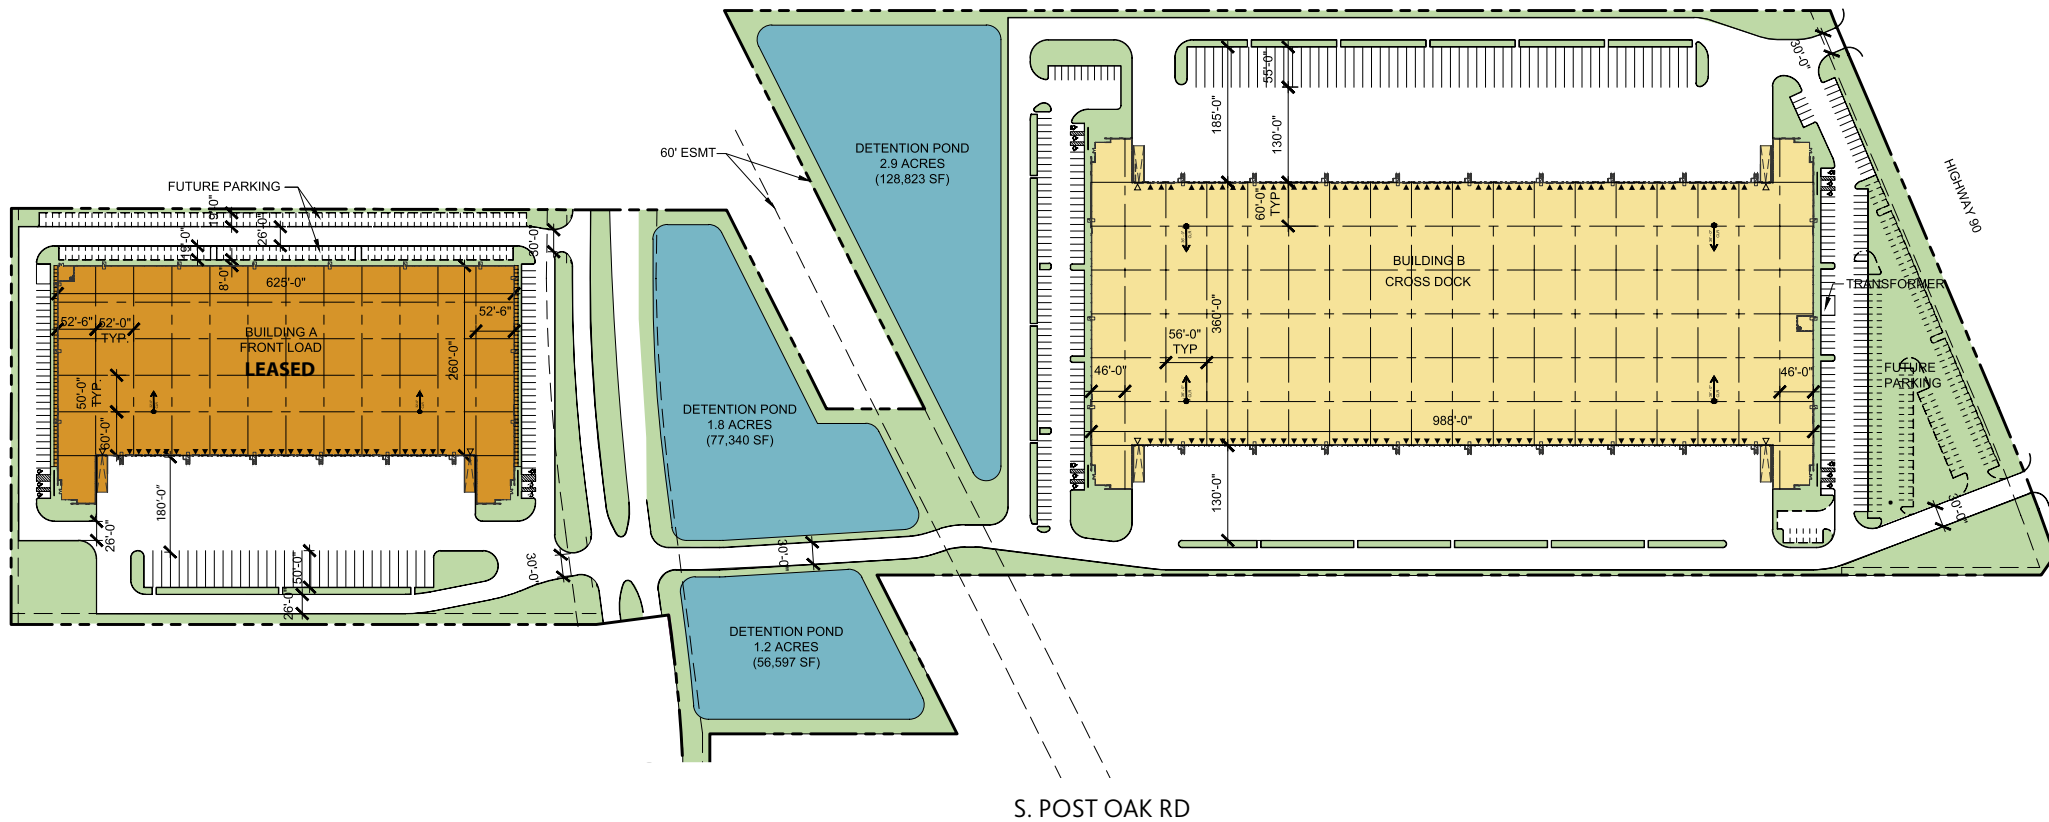 FUTURE PARKING
19'-0"
26'-0"
19'-0"
8'-0"
30'-0"
625'-0"
52'-6"
52'-0"
TYP.
52'-6"
BUILDING A
FRONT LOAD
LEASED
260'-0"
50'-0"
TYP.
60'-0"
180'-0"
26'-0"
50'-0"
26'-0"
30'-0"
60' ESMT
DETENTION POND
2.9 ACRES
(128,823 SF)
DETENTION POND
1.8 ACRES
(77,340 SF)
30'-0"
DETENTION POND
1.2 ACRES
(56,597 SF)
55'-0"
185'-0"
130'-0"
60'-0"
TYP
BUILDING B
CROSS DOCK
360'-0"
56'-0"
TYP
46'-0"
46'-0"
988'-0"
130'-0"
30'-0"
HIGHWAY 90
TRANSFORMER
FUTURE
PARKING
30'-0"
S. POST OAK RD